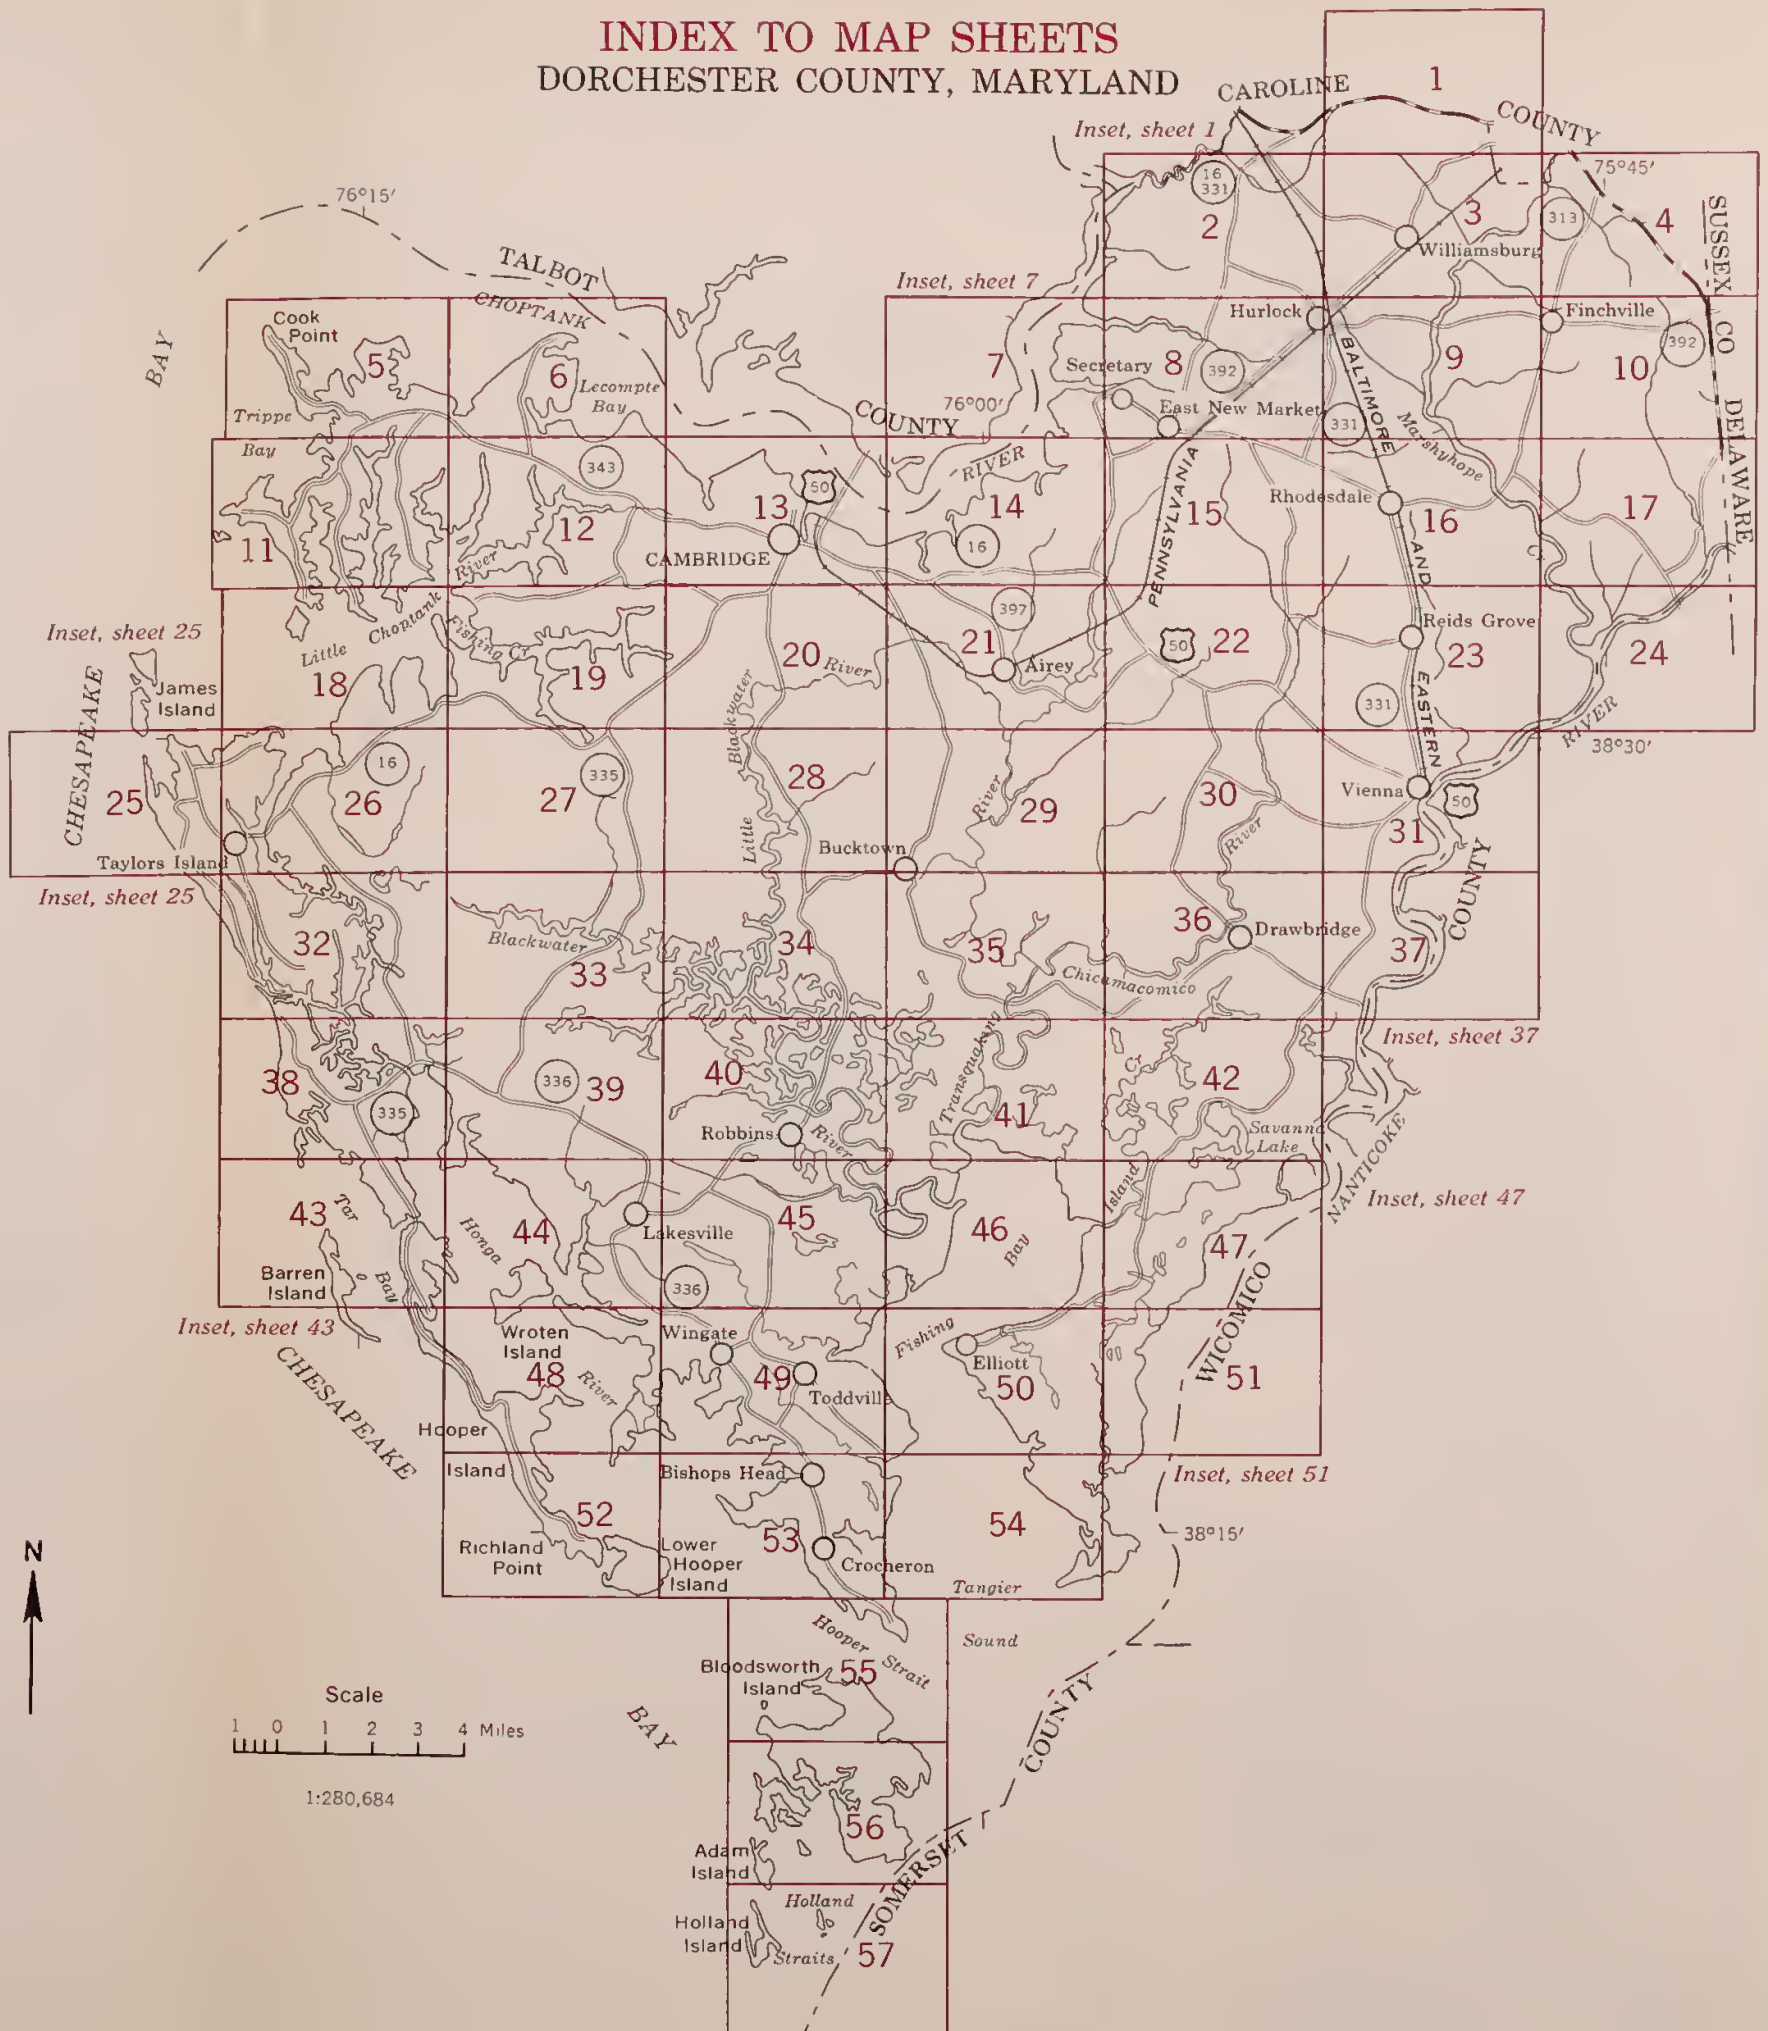 INDEX TO MAP SHEETS
DORCHESTER COUNTY, MARYLAND
CAROLINE COUNTY
1
Inset, sheet 1
16
331
2
3
313
4
75°45′
SUSSEX CO
DELAWARE
Williamsburg
76°15′
BAY
TALBOT COUNTY
CHOPTANK RIVER
Inset, sheet 7
Cook
Point
5
6
Lecompte
Bay
7
76°00′
Secretary
8
392
Hurlock
East New Market
331
BALTIMORE AND EASTERN
9
Marshyhope
Finchville
10
392
Trippe
Bay
11
343
12
River
13
50
CAMBRIDGE
14
16
PENNSYLVANIA
15
Rhodesdale
16
17
Inset, sheet 25
Little Choptank
Fishing Cr
18
19
20
River
397
21
Airey
50
22
Reids Grove
23
24
331
RIVER
38°30′
CHESAPEAKE
James
Island
25
16
26
27
335
Little Blackwater
28
River
29
30
River
Vienna
50
31
COUNTY
Taylors Island
Bucktown
Inset, sheet 25
32
Blackwater
33
34
35
Chicamacomico
36
Drawbridge
37
Inset, sheet 37
38
335
336
39
40
Transquaking
41
Cr
42
Savanna
Lake
NANTICOKE
Robbins
River
Island
Inset, sheet 47
43
Tar
Bay
Honga
44
Lakesville
45
46
Bay
47
WICOMICO
Barren
Island
336
Inset, sheet 43
CHESAPEAKE
Wroten
Island
48
River
Wingate
49
Toddville
Fishing
Elliott
50
51
Hooper
Island
Bishops Head
Inset, sheet 51
52
53
54
38°15′
Richland
Point
Lower
Hooper
Island
Crocheron
Tangier
Sound
N
Hooper
Strait
Bloodsworth
Island
55
Scale
1 0 1 2 3 4 Miles
1:280,684
BAY
COUNTY
56
Adam
Island
SOMERSET
Holland
Holland
Island
Straits
57